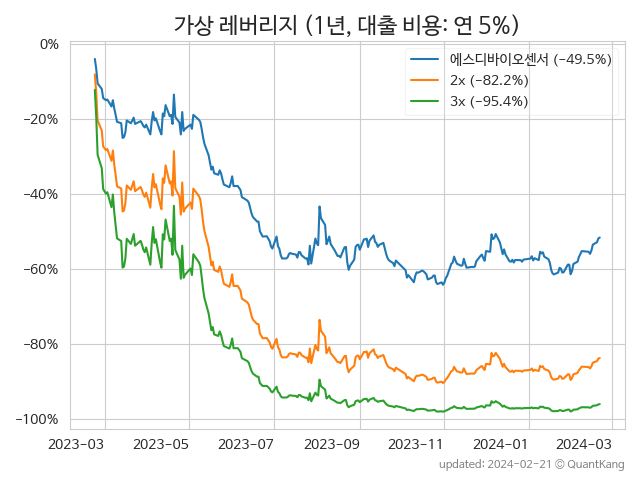 가상 레버리지 (1년, 대출 비용: 연 5%)
에스디바이오센서 (−49.5%)
2x (−82.2%)
3x (−95.4%)
0%
−20%
−40%
−60%
−80%
−100%
2023-03 2023-05 2023-07 2023-09 2023-11 2024-01 2024-03
updated: 2024-02-21 © QuantKang